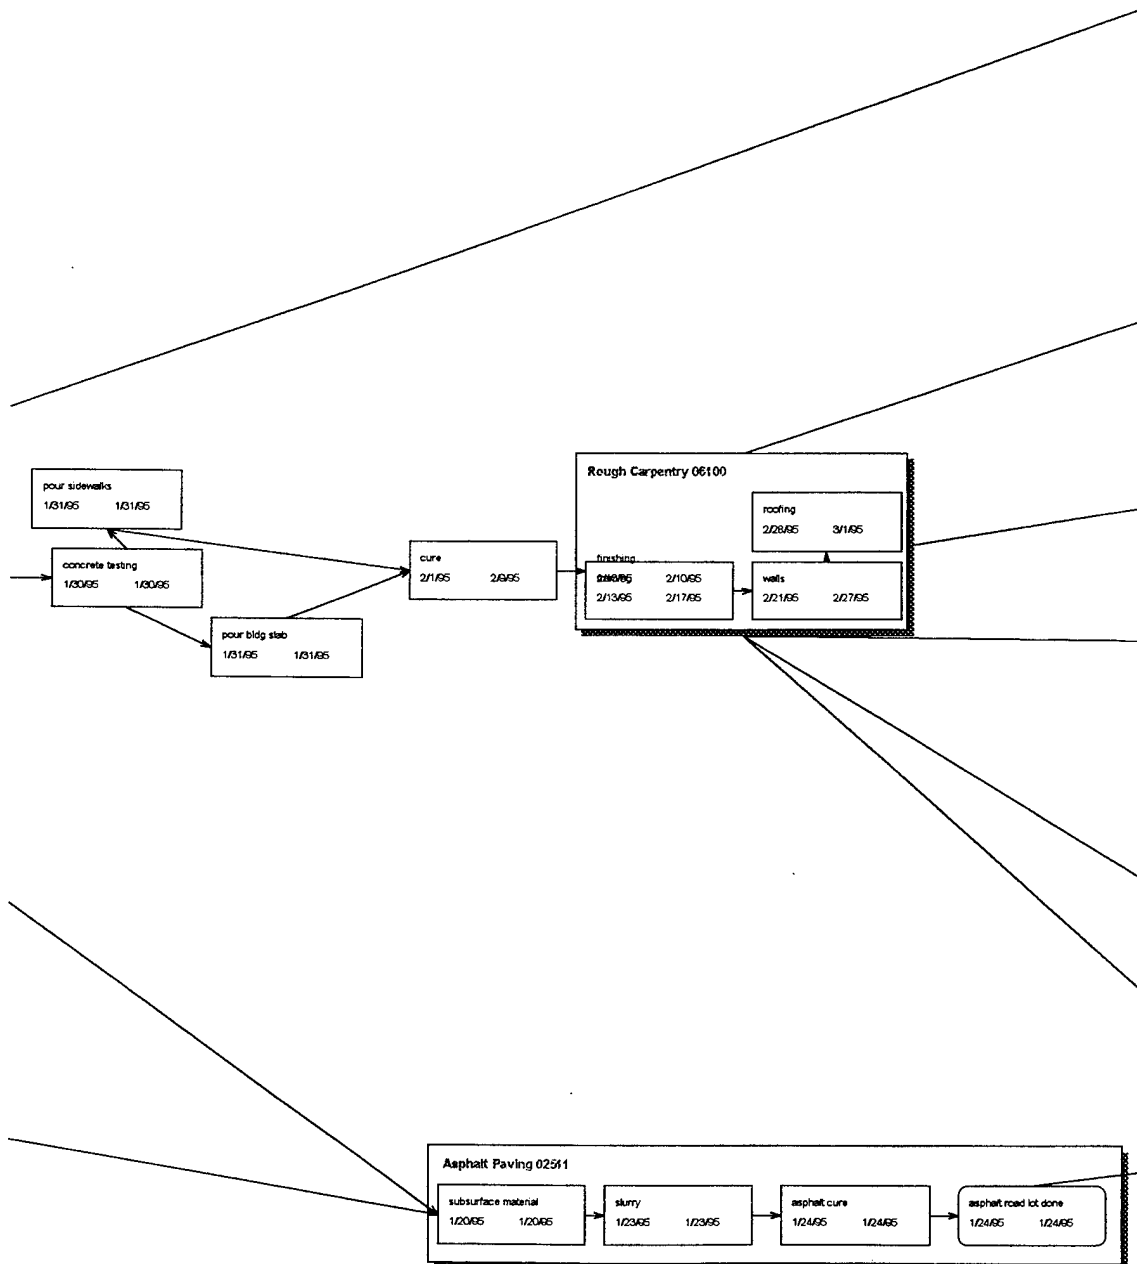 Rough Carpentry 06100
pour sidewalks
1/31/95 1/31/95
roofing
2/28/95 3/1/95
concrete testing
1/30/95 1/30/95
cure
2/1/95 2/9/95
finishing
2/10/95
2/13/95 2/17/95
walls
2/21/95 2/27/95
pour bldg slab
1/31/95 1/31/95
Asphalt Paving 02511
subsurface material
1/20/95 1/20/95
slurry
1/23/95 1/23/95
asphalt cure
1/24/95 1/24/95
asphalt road lot done
1/24/95 1/24/95